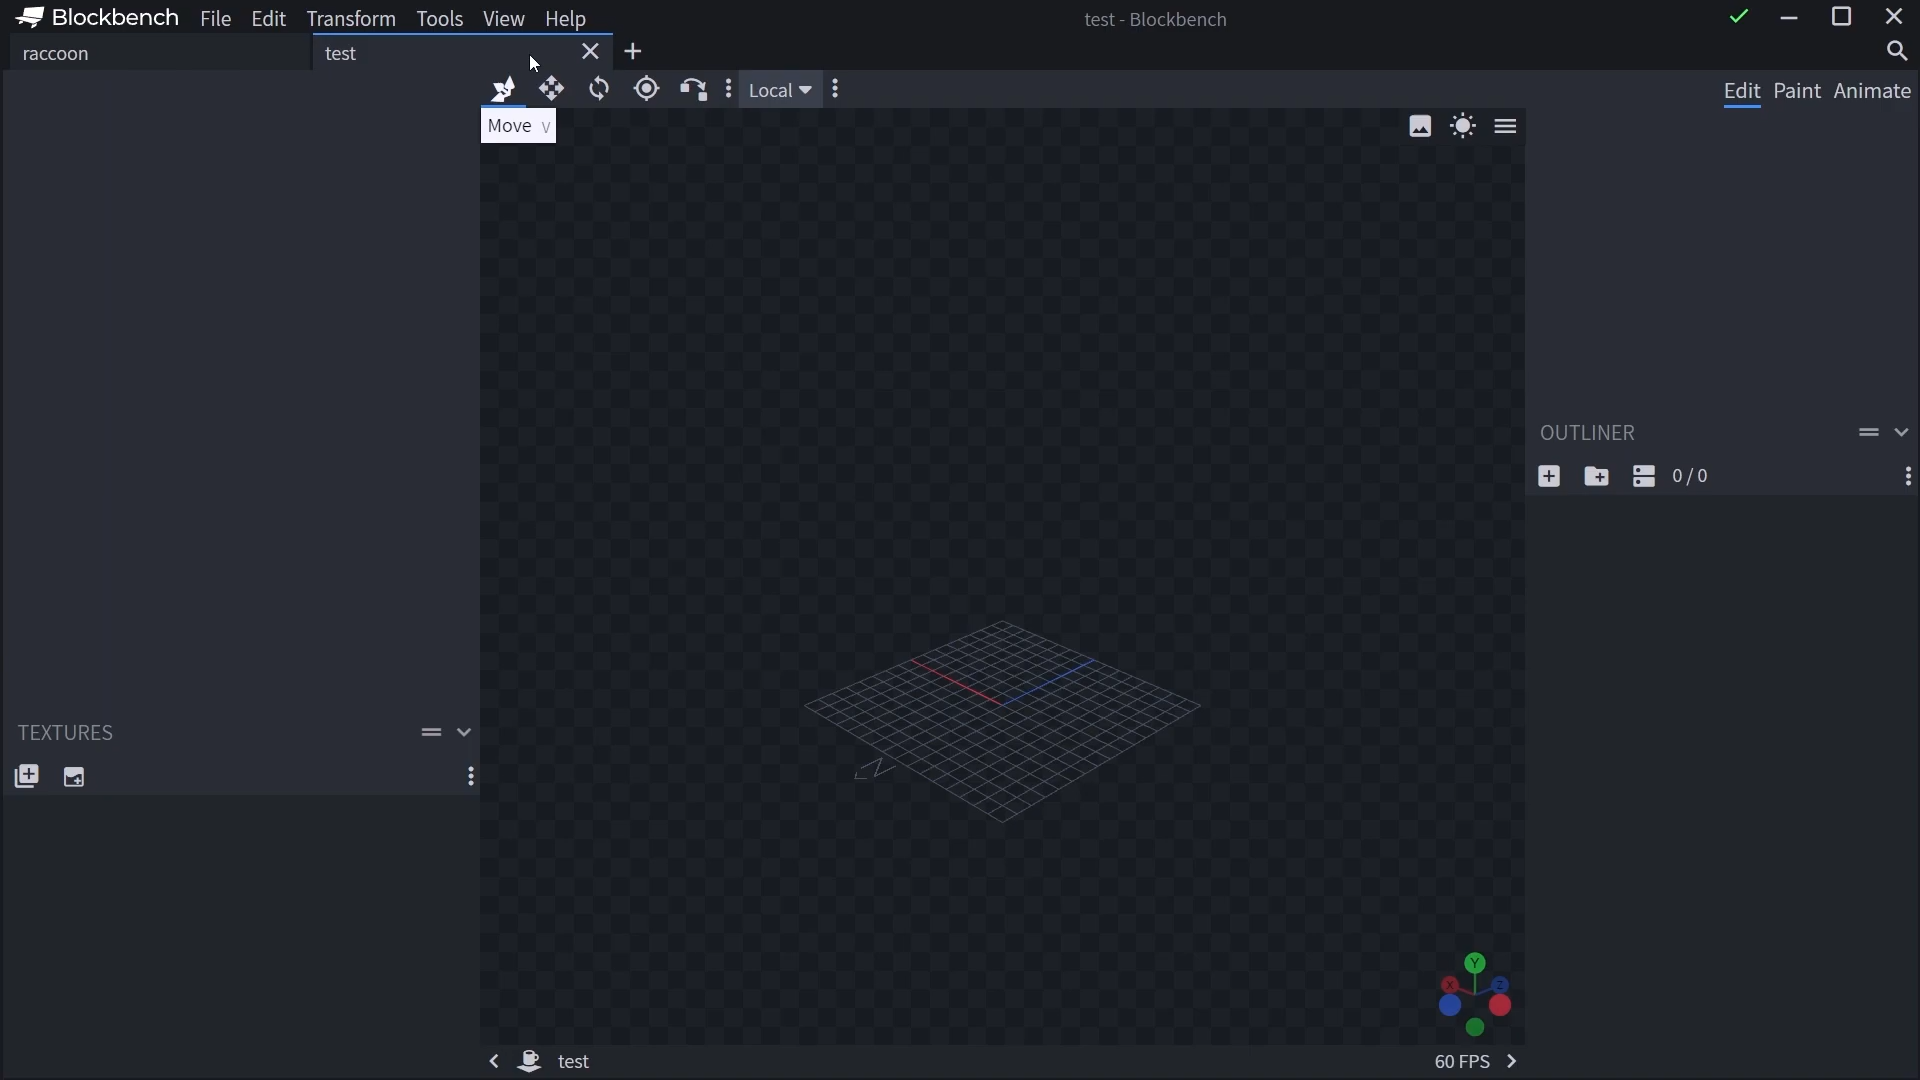 Blockbench File Edit Transform Tools View Help
test - Blockbench
raccoon
test
Local
Edit Paint Animate
Move V
OUTLINER
0 / 0
TEXTURES
Y
X
Z
test
60 FPS